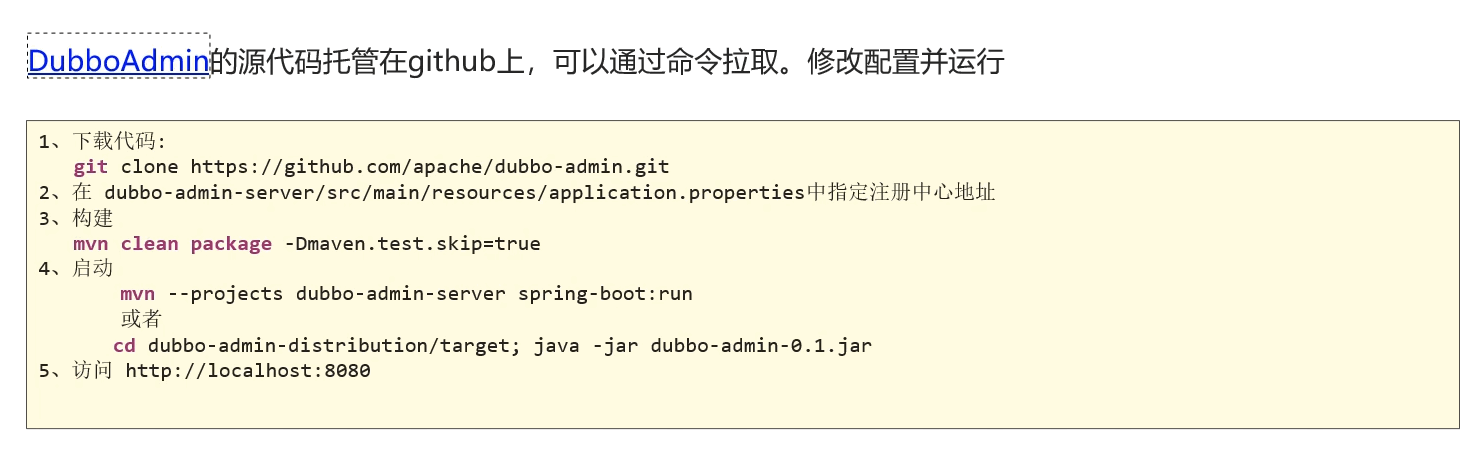 DubboAdmin的源代码托管在github上，可以通过命令拉取。修改配置并运行
1、下载代码:
git clone https://github.com/apache/dubbo-admin.git
2、在 dubbo-admin-server/src/main/resources/application.properties中指定注册中心地址
3、构建
mvn clean package -Dmaven.test.skip=true
4、启动
mvn --projects dubbo-admin-server spring-boot:run
或者
cd dubbo-admin-distribution/target; java -jar dubbo-admin-0.1.jar
5、访问 http://localhost:8080